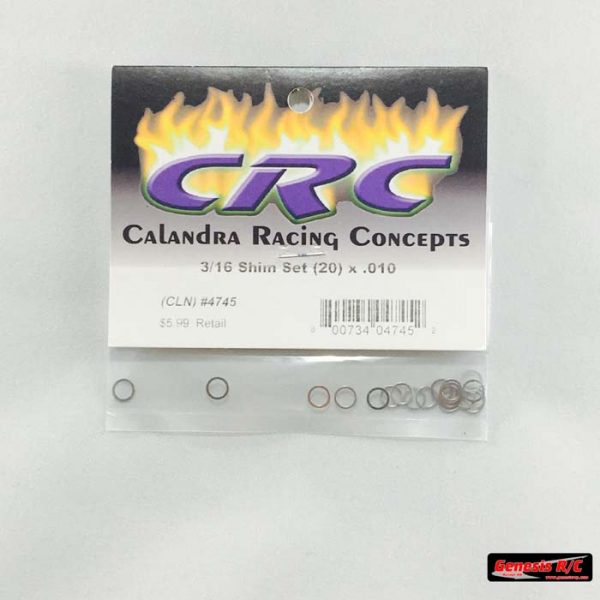 CRC
Calandra Racing Concepts
3/16 Shim Set (20) x .010
(CLN) #4745
$5.99 Retail
00734 04745 2
Genesis R/C